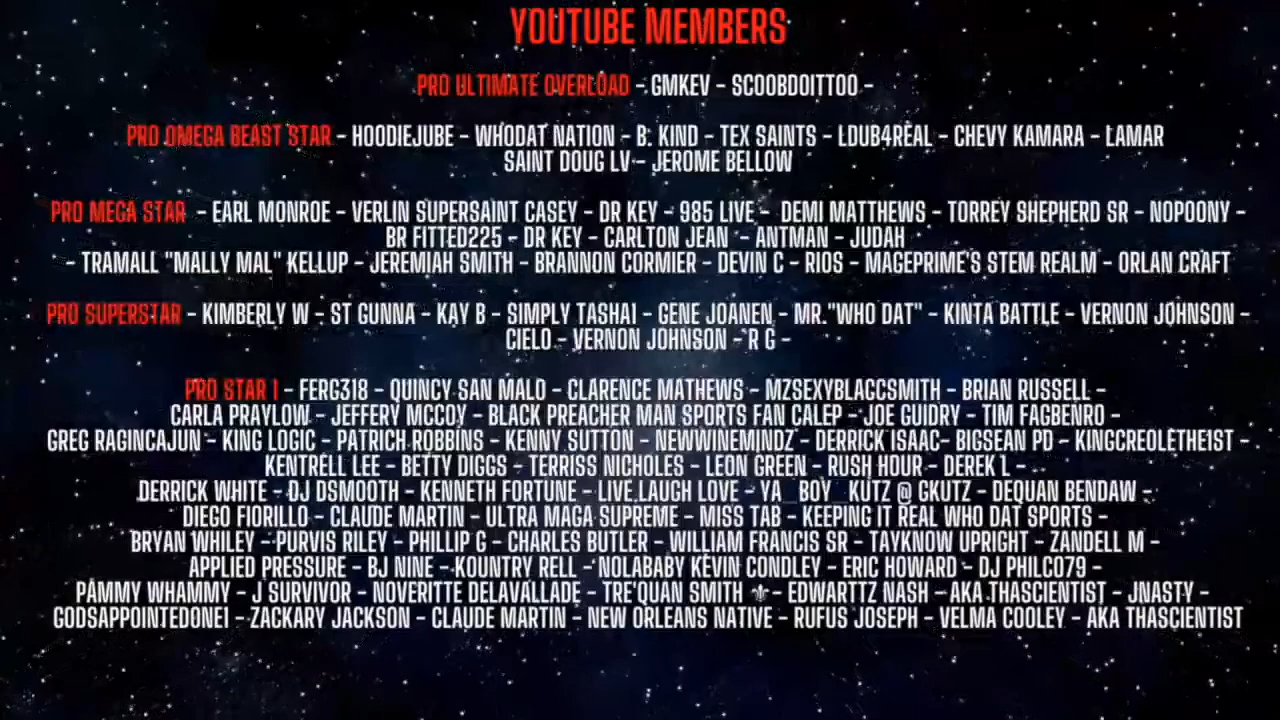 YOUTUBE MEMBERS
PRO ULTIMATE OVERLOAD - GMKEV - SCOOBDOITTOO -
PRO OMEGA BEAST STAR - HOODIEJUBE - WHODAT NATION - B. KIND - TEX SAINTS - LDUB4REAL - CHEVY KAMARA - LAMAR
SAINT DOUG LV - JEROME BELLOW
PRO MEGA STAR - EARL MONROE - VERLIN SUPERSAINT CASEY - DR KEY - 985 LIVE - DEMI MATTHEWS - TORREY SHEPHERD SR - NOPOONY -
BR FITTED225 - DR KEY - CARLTON JEAN - ANTMAN - JUDAH
- TRAMALL "MALLY MAL" KELLUP - JEREMIAH SMITH - BRANNON CORMIER - DEVIN C - RIOS - MAGEPRIME'S STEM REALM - ORLAN CRAFT
PRO SUPERSTAR - KIMBERLY W - ST GUNNA - KAY B - SIMPLY TASHA1 - GENE JOANEN - MR."WHO DAT" - KINTA BATTLE - VERNON JOHNSON -
CIELO - VERNON JOHNSON - R G -
PRO STAR 1 - FERG318 - QUINCY SAN MALO - CLARENCE MATHEWS - MZSEXYBLACCSMITH - BRIAN RUSSELL -
CARLA PRAYLOW - JEFFERY MCCOY - BLACK PREACHER MAN SPORTS FAN CALEP - JOE GUIDRY - TIM FAGBENRO -
GREG RAGINCAJUN - KING LOGIC - PATRICH ROBBINS - KENNY SUTTON - NEWWINEMINDZ - DERRICK ISAAC- BIGSEAN PD - KINGCREOLETHE1ST -
KENTRELL LEE - BETTY DIGGS - TERRISS NICHOLES - LEON GREEN - RUSH HOUR - DEREK L -
DERRICK WHITE - DJ DSMOOTH - KENNETH FORTUNE - LIVE,LAUGH LOVE - YA_BOY_KUTZ @ GKUTZ - DEQUAN BENDAW -
DIEGO FIORILLO - CLAUDE MARTIN - ULTRA MAGA SUPREME - MISS TAB - KEEPING IT REAL WHO DAT SPORTS -
BRYAN WHILEY - PURVIS RILEY - PHILLIP G - CHARLES BUTLER - WILLIAM FRANCIS SR - TAYKNOW UPRIGHT - ZANDELL M -
APPLIED PRESSURE - BJ NINE - KOUNTRY RELL - NOLABABY KEVIN CONDLEY - ERIC HOWARD - DJ PHILCO79 -
PAMMY WHAMMY - J SURVIVOR - NOVERITTE DELAVALLADE - TRE'QUAN SMITH ⚜ - EDWARTTZ NASH - AKA THASCIENTIST - JNASTY -
GODSAPPOINTEDONE1 - ZACKARY JACKSON - CLAUDE MARTIN - NEW ORLEANS NATIVE - RUFUS JOSEPH - VELMA COOLEY - AKA THASCIENTIST